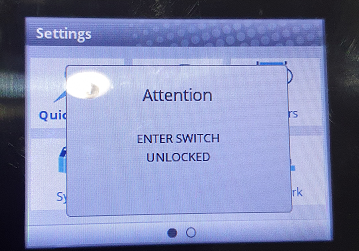 Settings
Attention
ENTER SWITCH
UNLOCKED